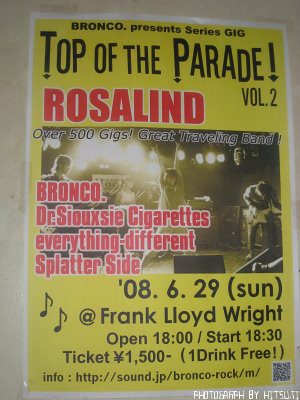 BRONCO. presents Series GIG
TOP OF THE PARADE!
VOL.2
ROSALIND
Over 500 Gigs! Great Traveling Band!
BRONCO.
Dr.Siouxsie Cigarettes
everything-different
Splatter Side
'08. 6. 29 (sun)
@ Frank Lloyd Wright
Open 18:00 / Start 18:30
Ticket ¥1,500- (1Drink Free!)
info : http://sound.jp/bronco-rock/m/
PHOTOGRAPH BY HITSUJI